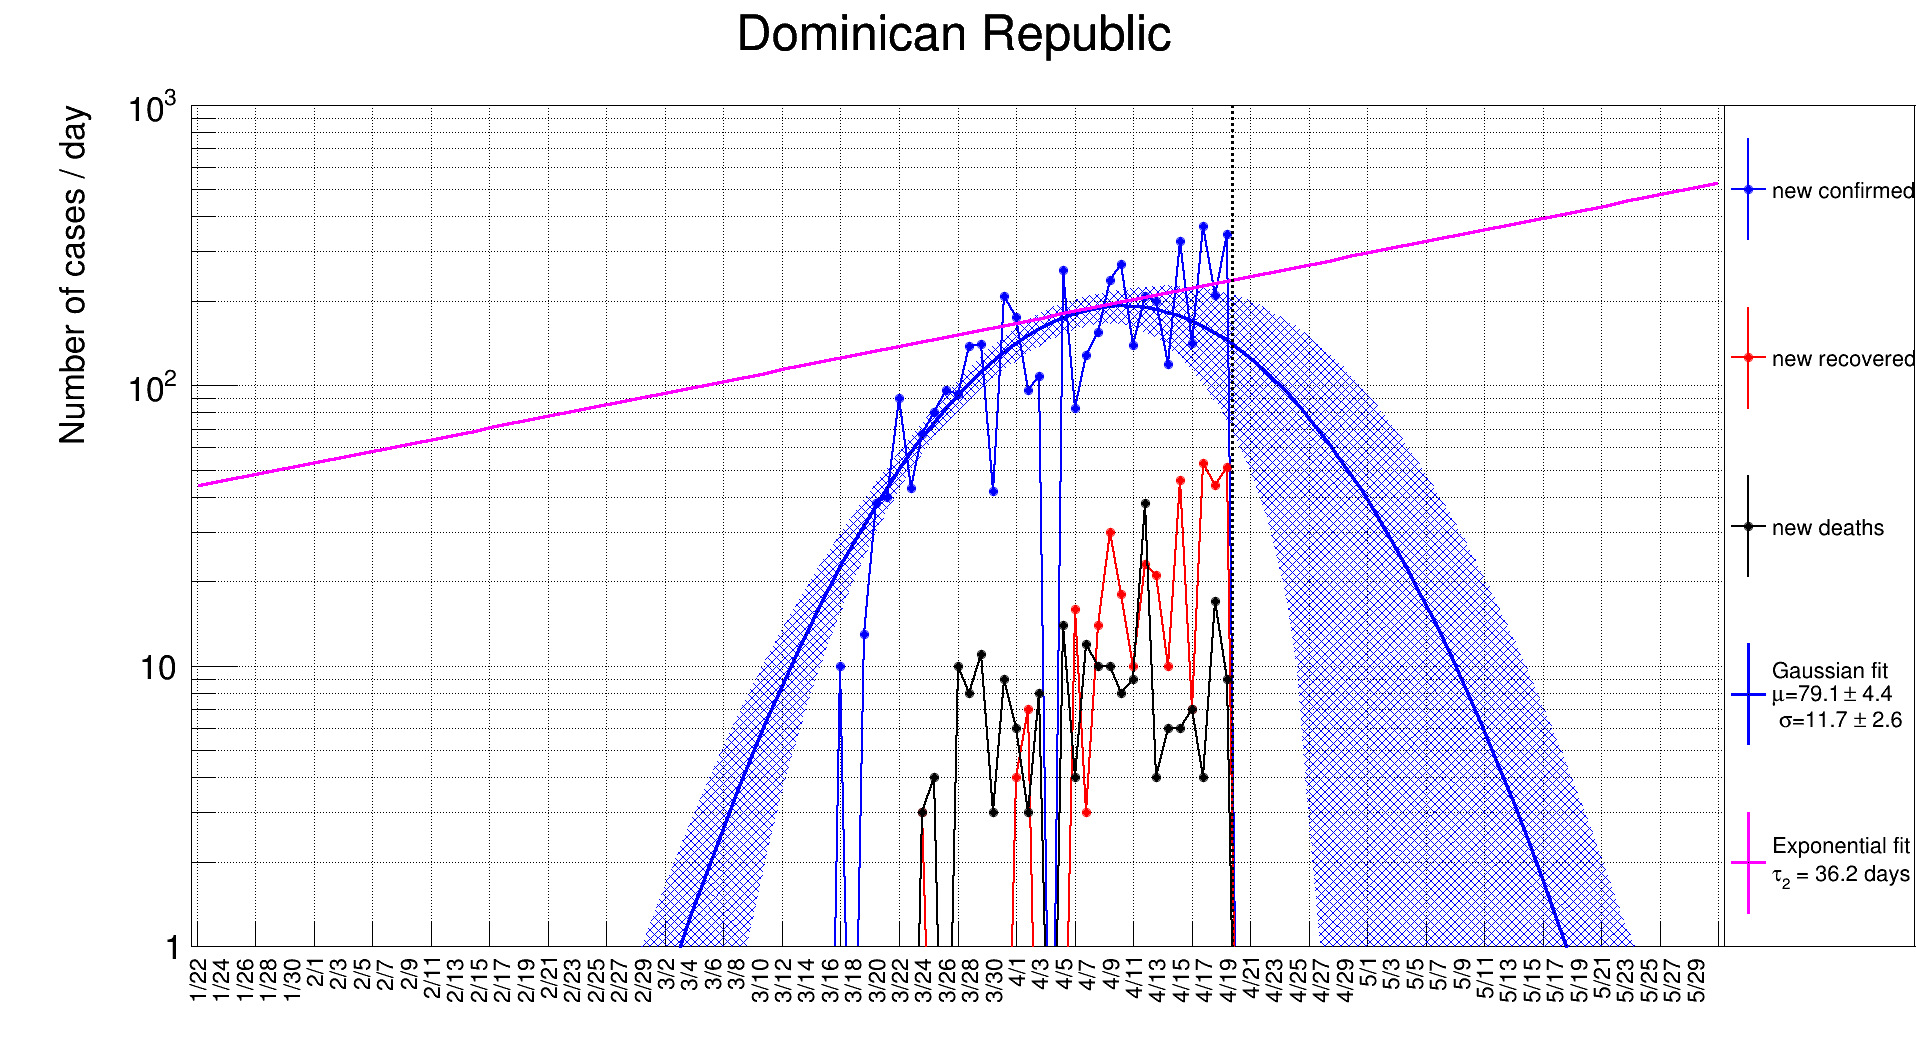 Dominican Republic
Number of cases / day
10³
10²
10
1
1/22 1/24 1/26 1/28 1/30 2/1 2/3 2/5 2/7 2/9 2/11 2/13 2/15 2/17 2/19 2/21 2/23 2/25 2/27 2/29 3/2 3/4 3/6 3/8 3/10 3/12 3/14 3/16 3/18 3/20 3/22 3/24 3/26 3/28 3/30 4/1 4/3 4/5 4/7 4/9 4/11 4/13 4/15 4/17 4/19 4/21 4/23 4/25 4/27 4/29 5/1 5/3 5/5 5/7 5/9 5/11 5/13 5/15 5/17 5/19 5/21 5/23 5/25 5/27 5/29
new confirmed
new recovered
new deaths
Gaussian fit
μ=79.1 ± 4.4
σ=11.7 ± 2.6
Exponential fit
τ₂ = 36.2 days